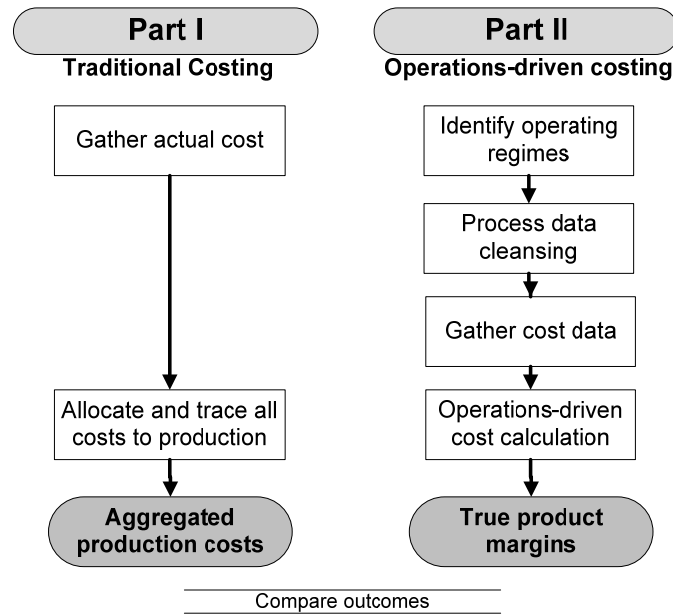 Part I
Traditional Costing
Gather actual cost
Allocate and trace all
costs to production
Aggregated
production costs
Part II
Operations-driven costing
Identify operating
regimes
Process data
cleansing
Gather cost data
Operations-driven
cost calculation
True product
margins
Compare outcomes